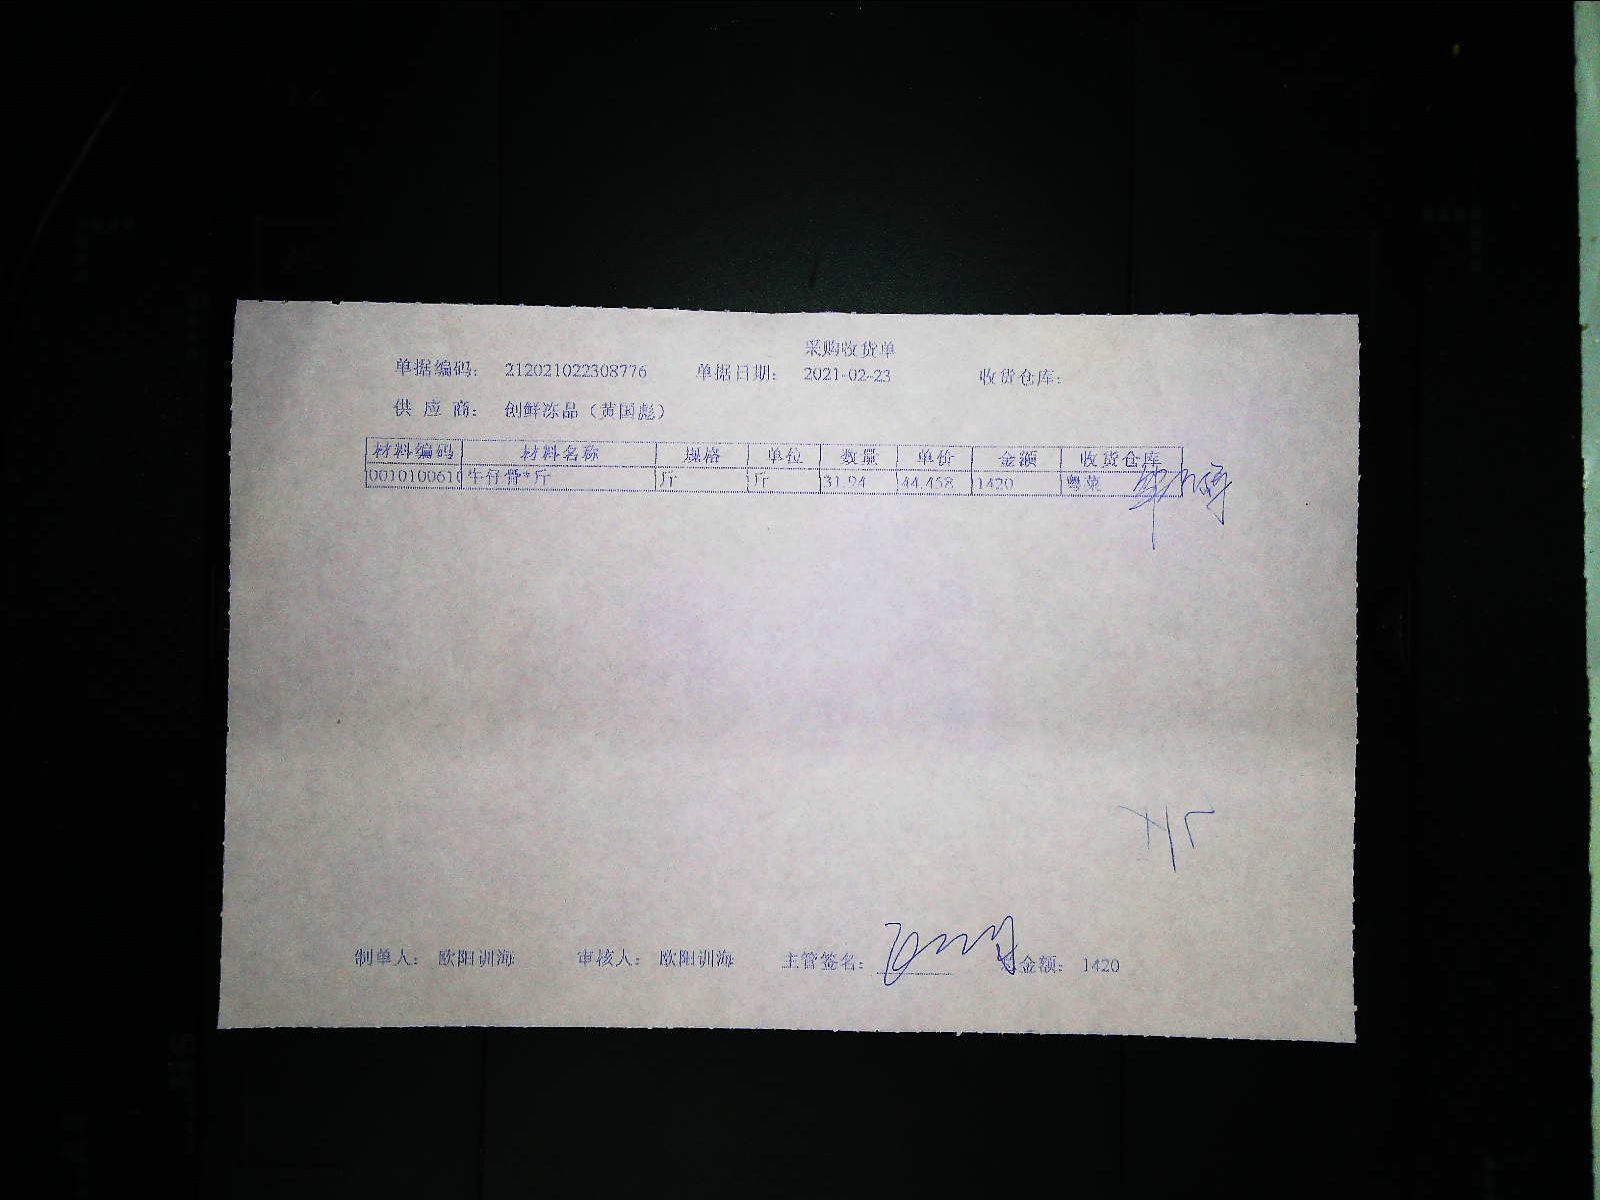 采购收货单
单据编码: 212021022308776 单据日期: 2021-02-23 收货仓库:
供 应 商: 创鲜冻品（黄国彪）
材料编码 材料名称 规格 单位 数量 单价 金额 收货仓库
0010100610 牛仔骨*斤 斤 斤 31.94 44.458 1420 粤菜
制单人: 欧阳训海 审核人: 欧阳训海 主管签名: 金额: 1420